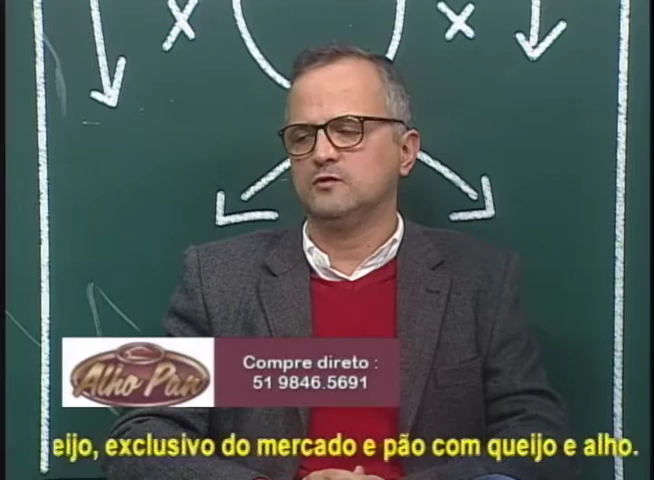 Alho Pan
Compre direto :
51 9846.5691
eijo, exclusivo do mercado e pão com queijo e alho.